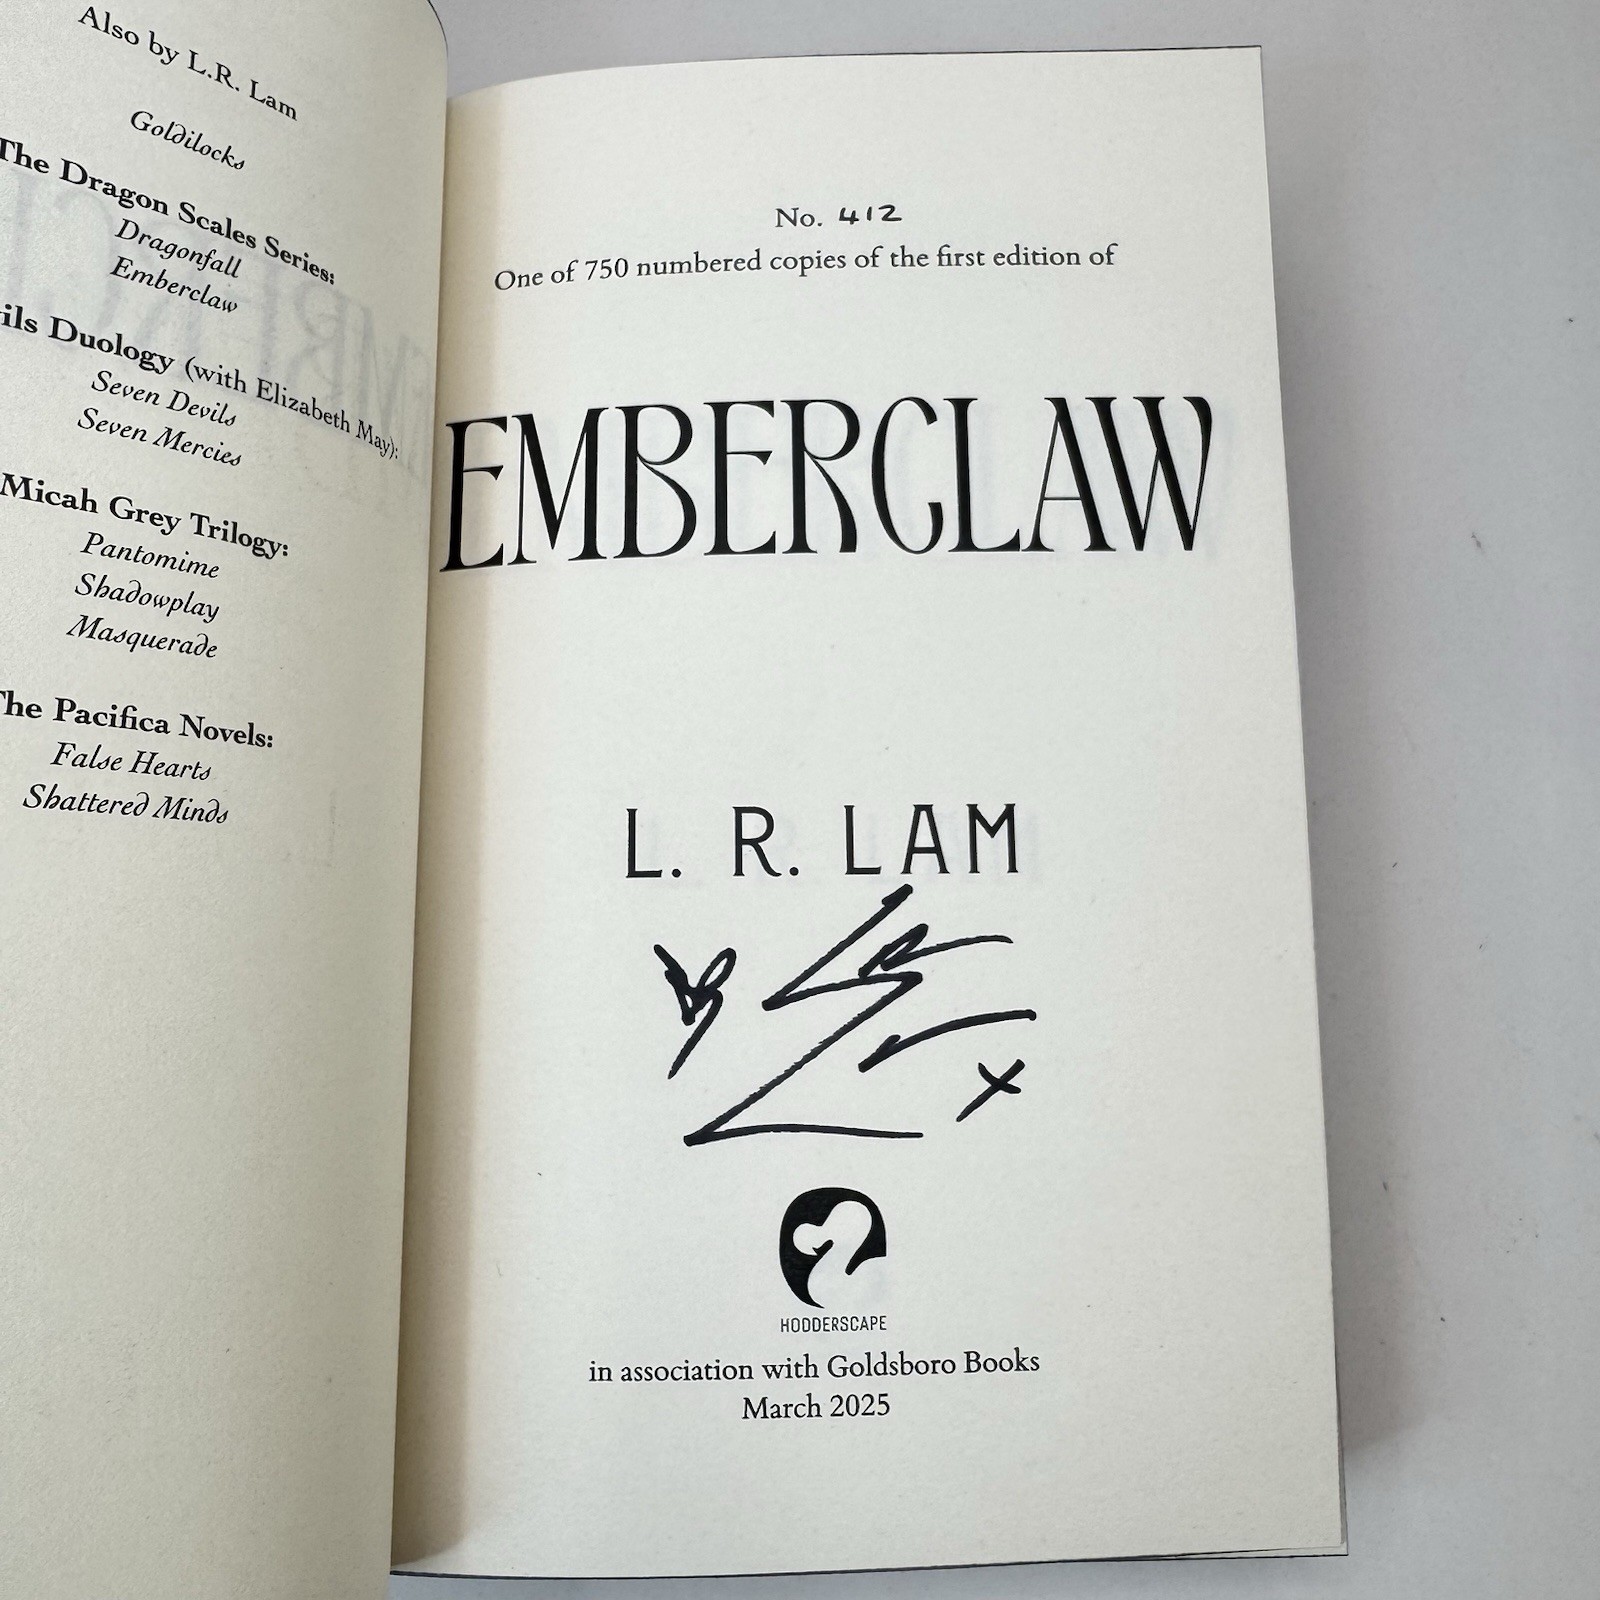 Also by L.R. Lam
Goldilocks
The Dragon Scales Series:
Dragonfall
Emberclaw
Duology (with Elizabeth May):
Seven Devils
Seven Mercies
Micah Grey Trilogy:
Pantomime
Shadowplay
Masquerade
The Pacifica Novels:
False Hearts
Shattered Minds
No. 412
One of 750 numbered copies of the first edition of
EMBERCLAW
L. R. LAM
x
HODDERSCAPE
in association with Goldsboro Books
March 2025